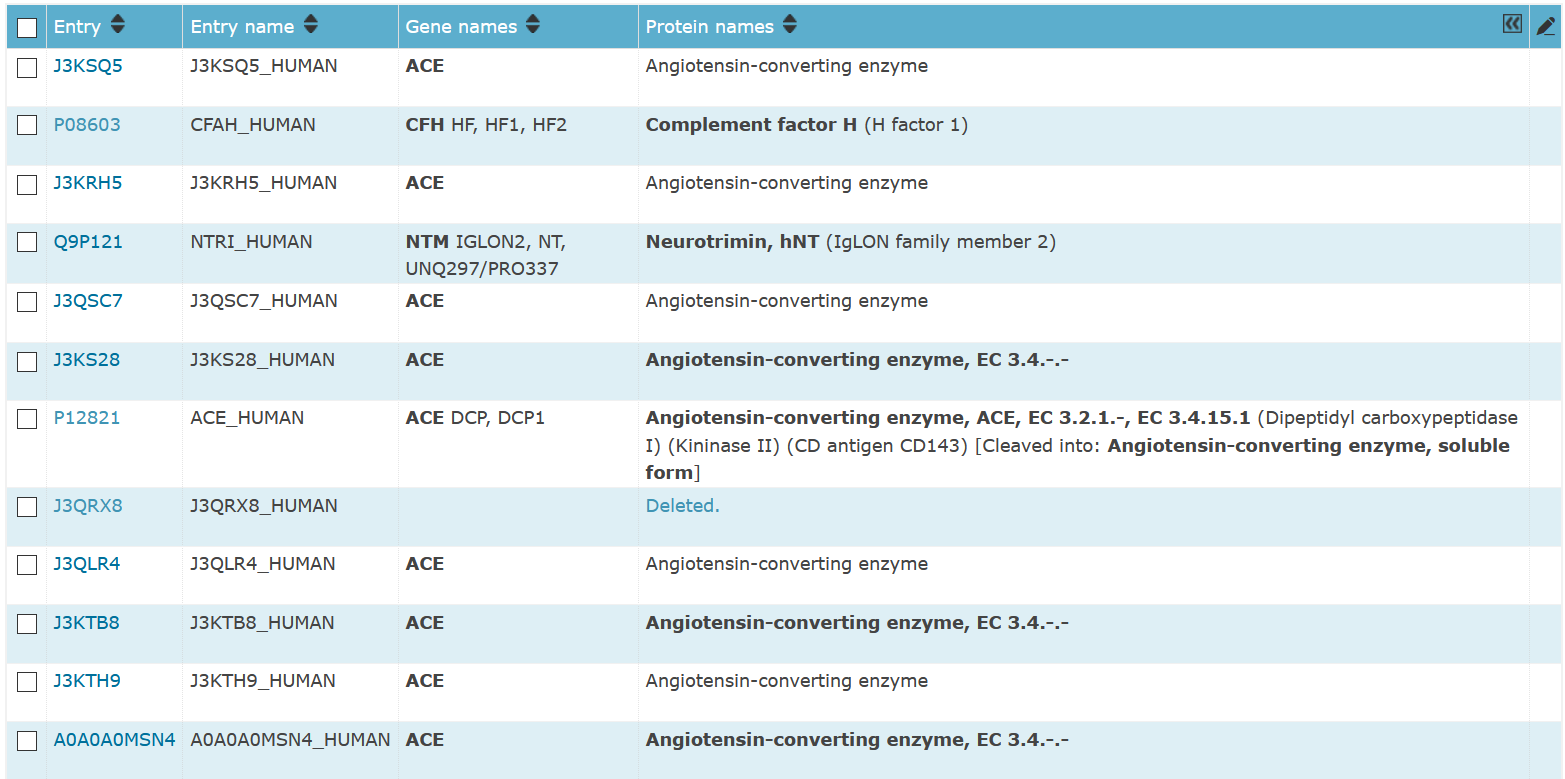 Entry Entry name Gene names Protein names
J3KSQ5 J3KSQ5_HUMAN ACE Angiotensin-converting enzyme
P08603 CFAH_HUMAN CFH HF, HF1, HF2 Complement factor H (H factor 1)
J3KRH5 J3KRH5_HUMAN ACE Angiotensin-converting enzyme
Q9P121 NTRI_HUMAN NTM IGLON2, NT, Neurotrimin, hNT (IgLON family member 2)
UNQ297/PRO337
J3QSC7 J3QSC7_HUMAN ACE Angiotensin-converting enzyme
J3KS28 J3KS28_HUMAN ACE Angiotensin-converting enzyme, EC 3.4.-.-
P12821 ACE_HUMAN ACE DCP, DCP1 Angiotensin-converting enzyme, ACE, EC 3.2.1.-, EC 3.4.15.1 (Dipeptidyl carboxypeptidase
I) (Kininase II) (CD antigen CD143) [Cleaved into: Angiotensin-converting enzyme, soluble
form]
J3QRX8 J3QRX8_HUMAN Deleted.
J3QLR4 J3QLR4_HUMAN ACE Angiotensin-converting enzyme
J3KTB8 J3KTB8_HUMAN ACE Angiotensin-converting enzyme, EC 3.4.-.-
J3KTH9 J3KTH9_HUMAN ACE Angiotensin-converting enzyme
A0A0A0MSN4 A0A0A0MSN4_HUMAN ACE Angiotensin-converting enzyme, EC 3.4.-.-